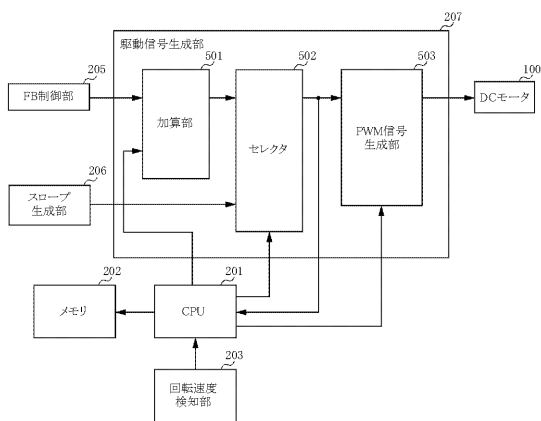 207
駆動信号生成部
205
FB制御部
501
加算部
502
セレクタ
503
PWM信号
生成部
100
DCモータ
206
スロープ
生成部
202
メモリ
201
CPU
203
回転速度
検知部